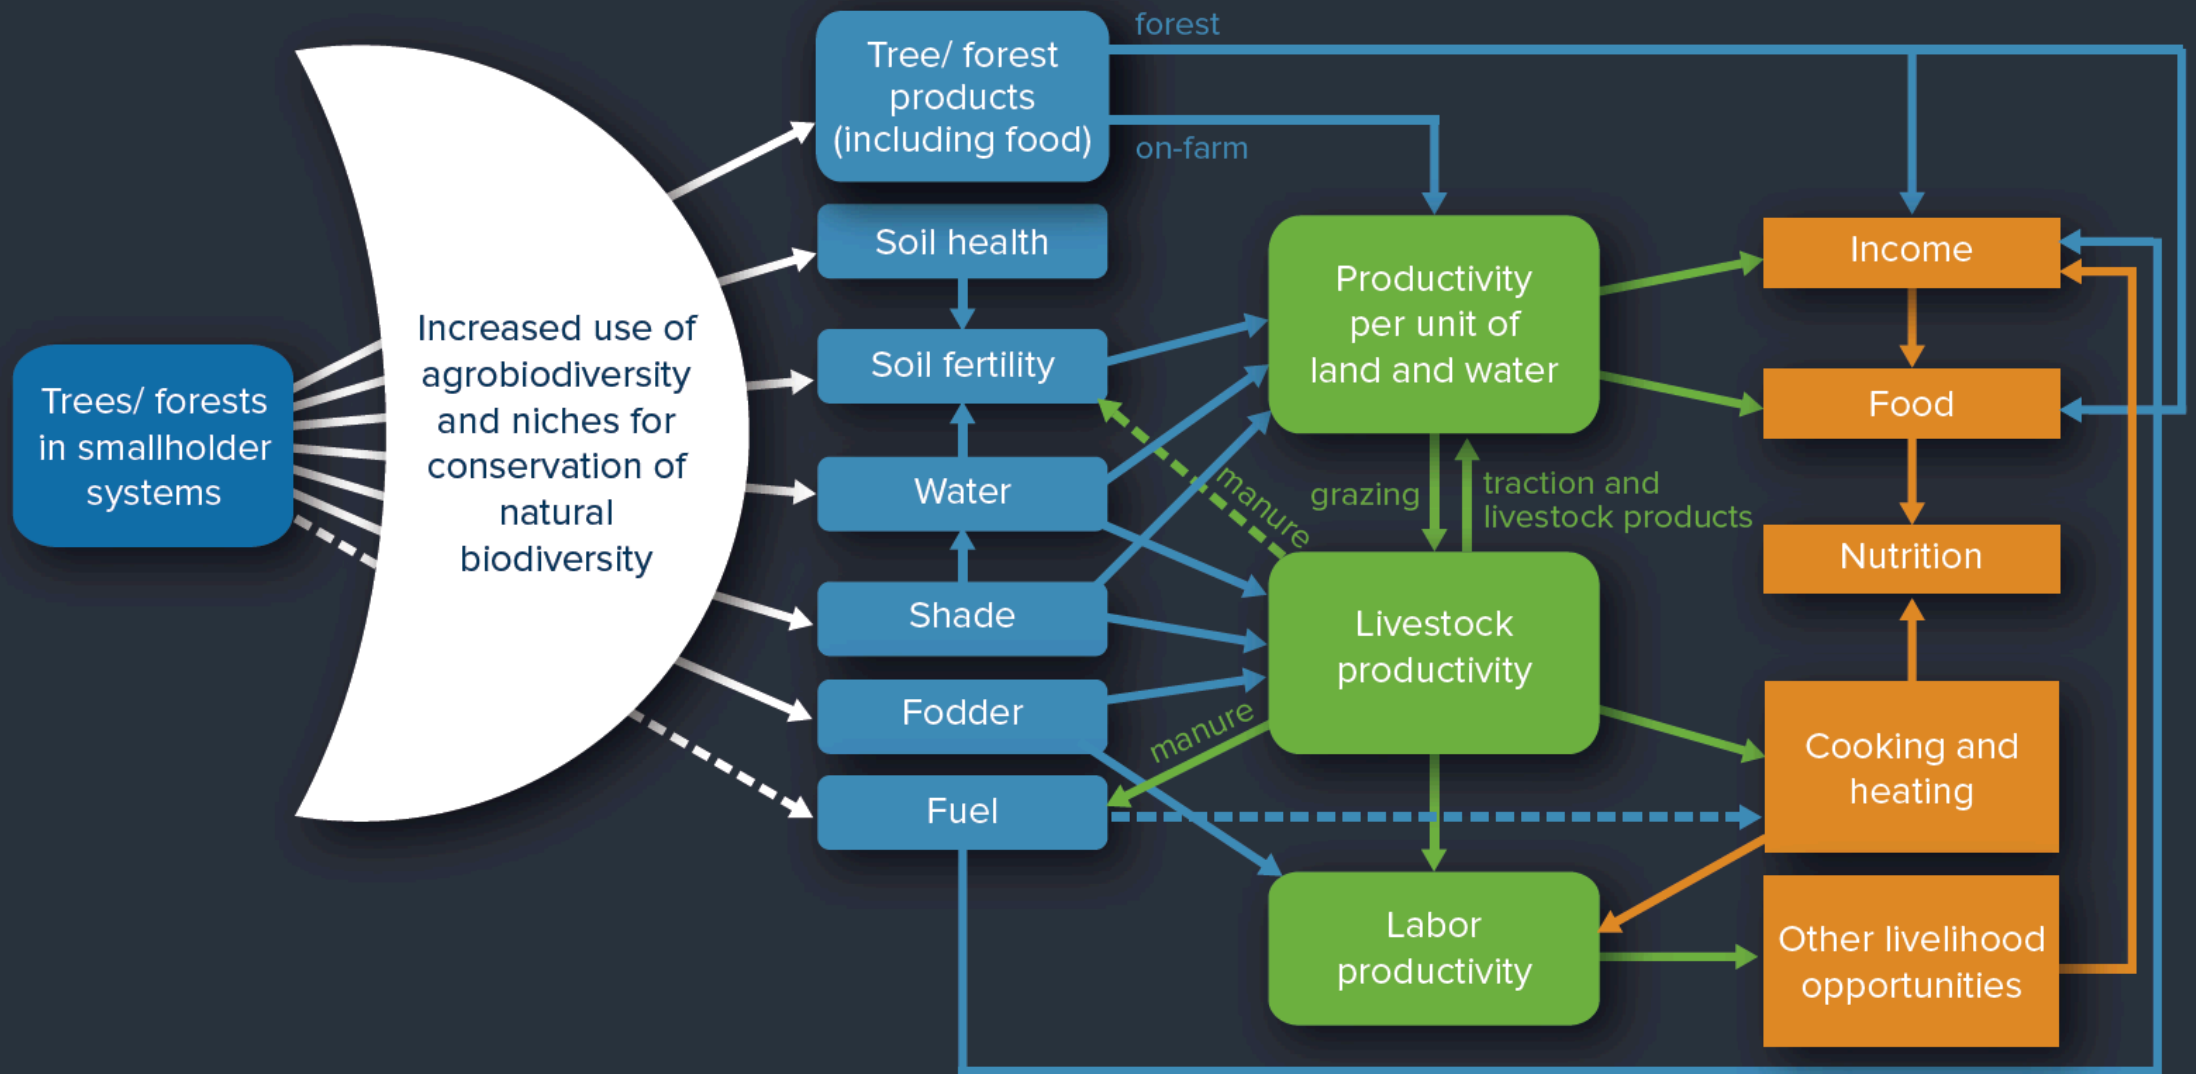 Trees/ forests
in smallholder
systems
Increased use of
agrobiodiversity
and niches for
conservation of
natural
biodiversity
Tree/ forest
products
(including food)
Soil health
Soil fertility
Water
Shade
Fodder
Fuel
forest
on-farm
manure
manure
grazing
traction and
livestock products
Productivity
per unit of
land and water
Livestock
productivity
Labor
productivity
Income
Food
Nutrition
Cooking and
heating
Other livelihood
opportunities